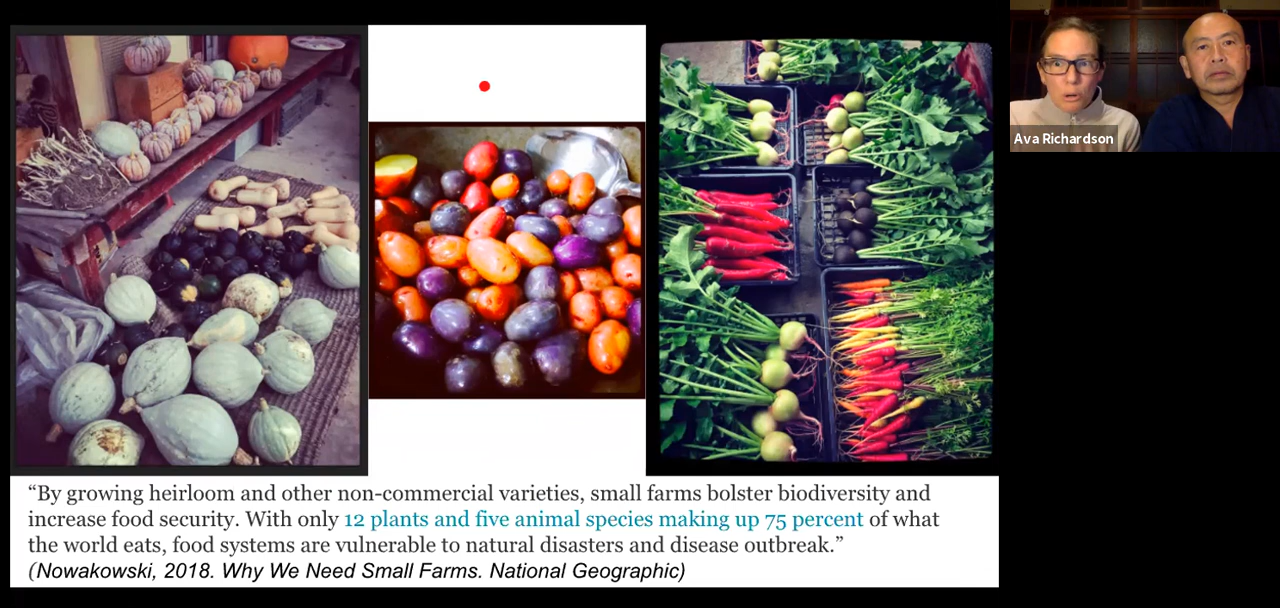 Ava Richardson
“By growing heirloom and other non-commercial varieties, small farms bolster biodiversity and
increase food security. With only 12 plants and five animal species making up 75 percent of what
the world eats, food systems are vulnerable to natural disasters and disease outbreak.”
(Nowakowski, 2018. Why We Need Small Farms. National Geographic)